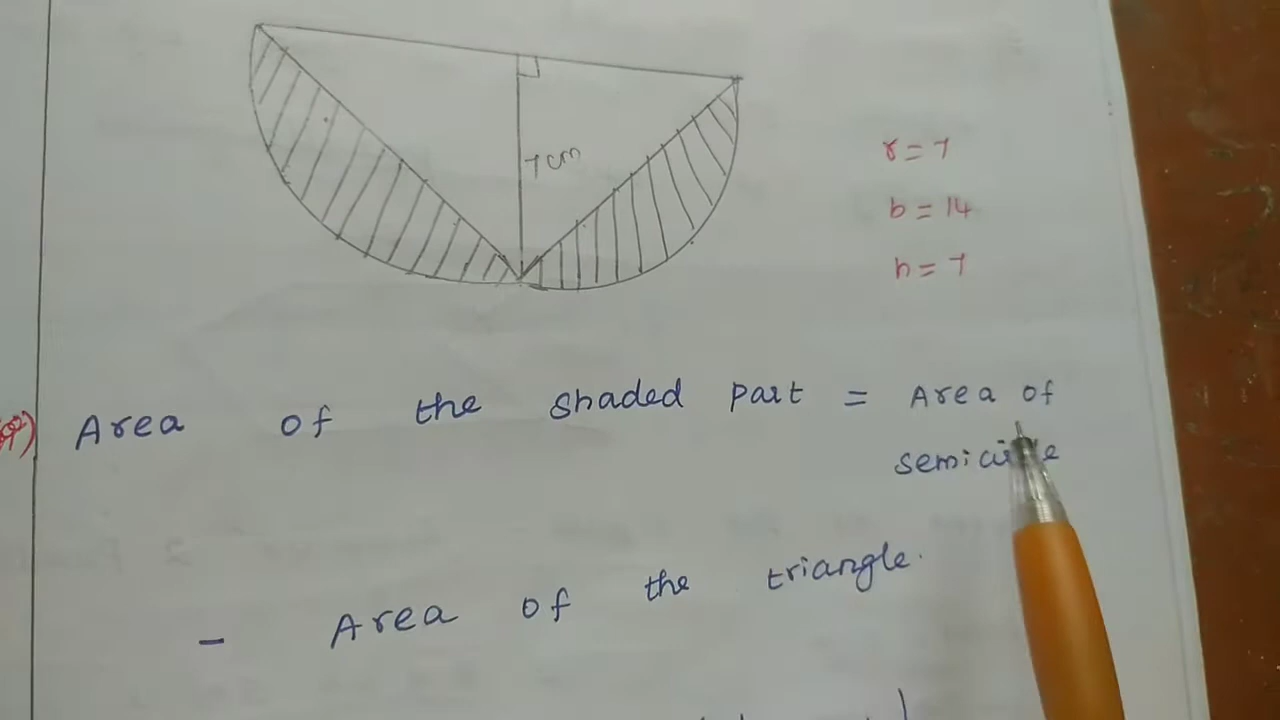 7cm
r = 7
b = 14
h = 7
Area of the shaded part = Area of
semicircle
- Area of the triangle.